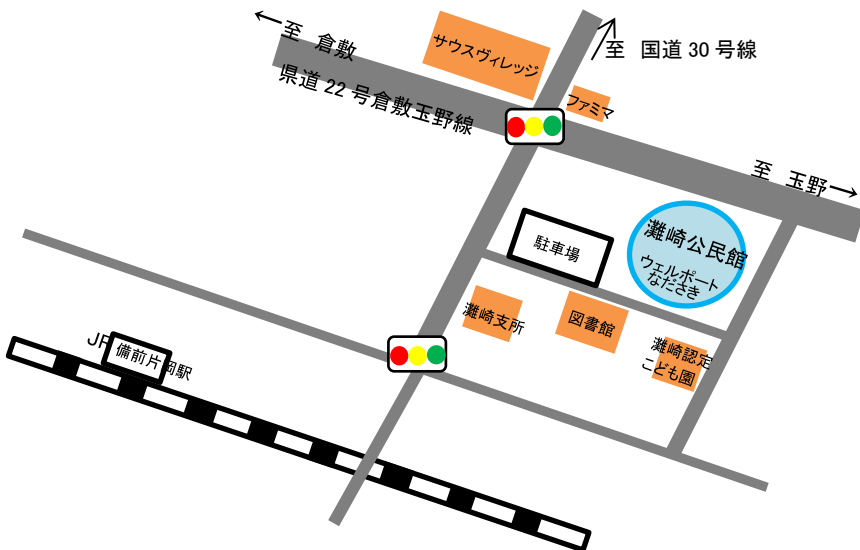 ←至 倉敷
サウスヴィレッジ
至 国道 30 号線
県道 22 号倉敷玉野線
ファミマ
至 玉野→
灘崎公民館
ウェルポート
なださき
駐車場
灘崎支所
図書館
灘崎認定
こども園
JR
備前片岡駅